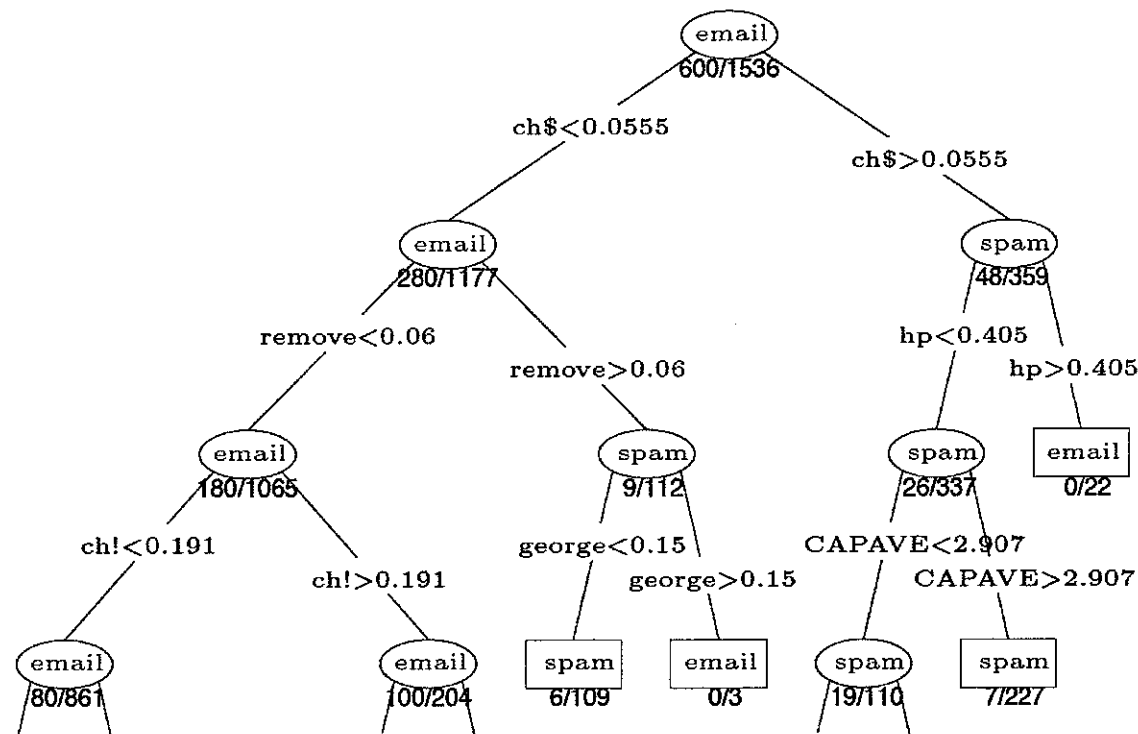 email
600/1536
ch$<0.0555
ch$>0.0555
email
280/1177
spam
48/359
remove<0.06
remove>0.06
hp<0.405
hp>0.405
email
180/1065
spam
9/112
spam
26/337
email
0/22
ch!<0.191
ch!>0.191
george<0.15
george>0.15
CAPAVE<2.907
CAPAVE>2.907
email
80/861
email
100/204
spam
6/109
email
0/3
spam
19/110
spam
7/227